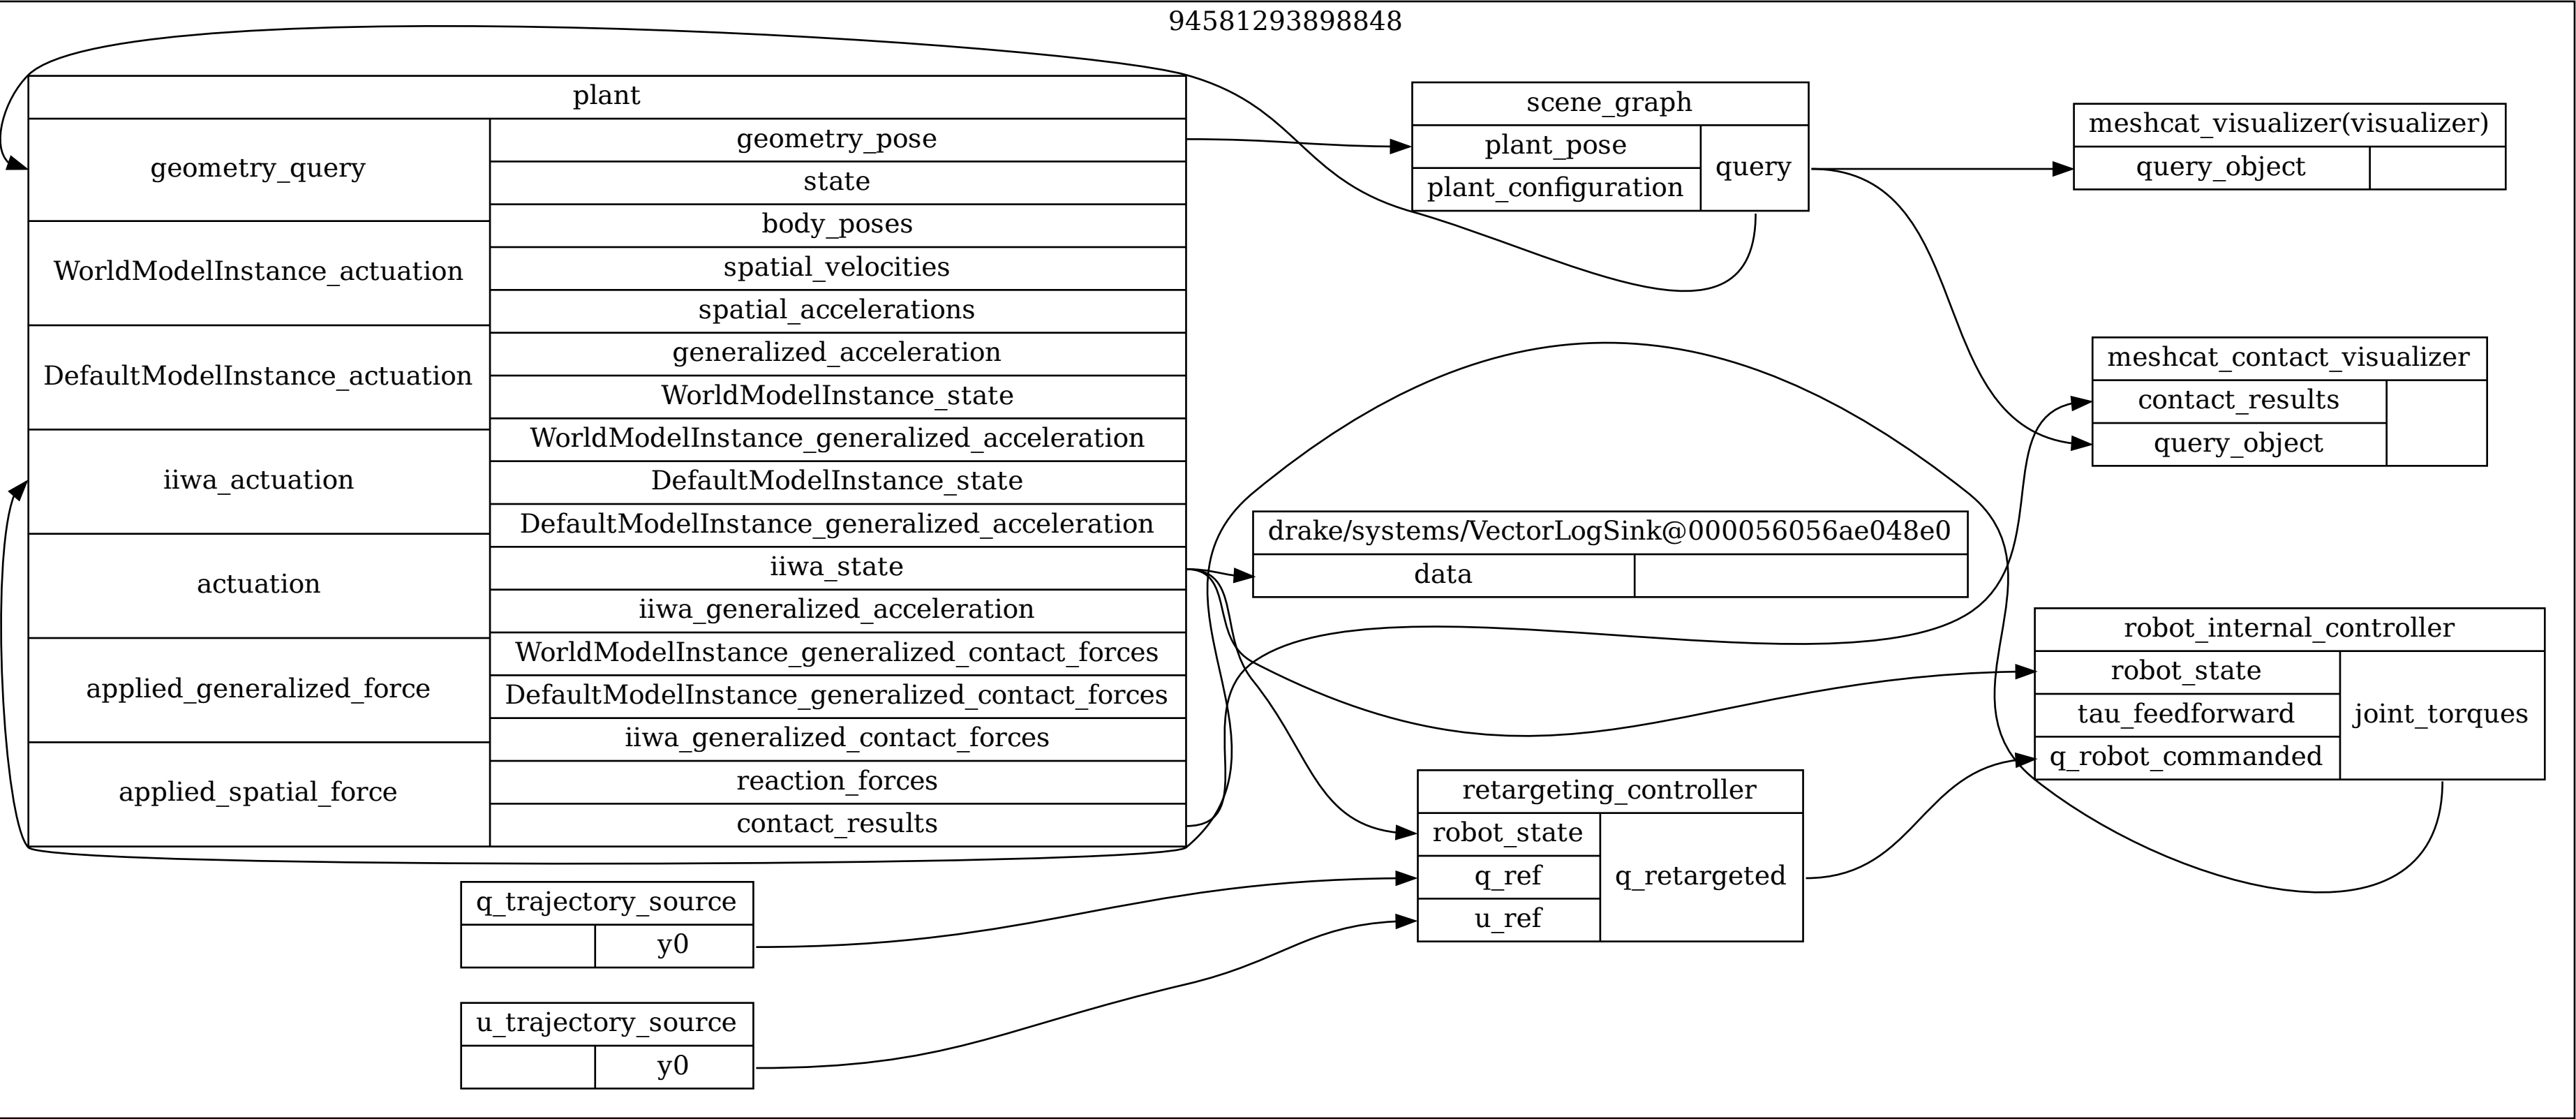 94581293898848
plant
geometry_query
WorldModelInstance_actuation
DefaultModelInstance_actuation
iiwa_actuation
actuation
applied_generalized_force
applied_spatial_force
geometry_pose
state
body_poses
spatial_velocities
spatial_accelerations
generalized_acceleration
WorldModelInstance_state
WorldModelInstance_generalized_acceleration
DefaultModelInstance_state
DefaultModelInstance_generalized_acceleration
iiwa_state
iiwa_generalized_acceleration
WorldModelInstance_generalized_contact_forces
DefaultModelInstance_generalized_contact_forces
iiwa_generalized_contact_forces
reaction_forces
contact_results
scene_graph
plant_pose
plant_configuration
query
meshcat_visualizer(visualizer)
query_object
meshcat_contact_visualizer
contact_results
query_object
drake/systems/VectorLogSink@000056056ae048e0
data
robot_internal_controller
robot_state
tau_feedforward
q_robot_commanded
joint_torques
retargeting_controller
robot_state
q_ref
u_ref
q_retargeted
q_trajectory_source
y0
u_trajectory_source
y0